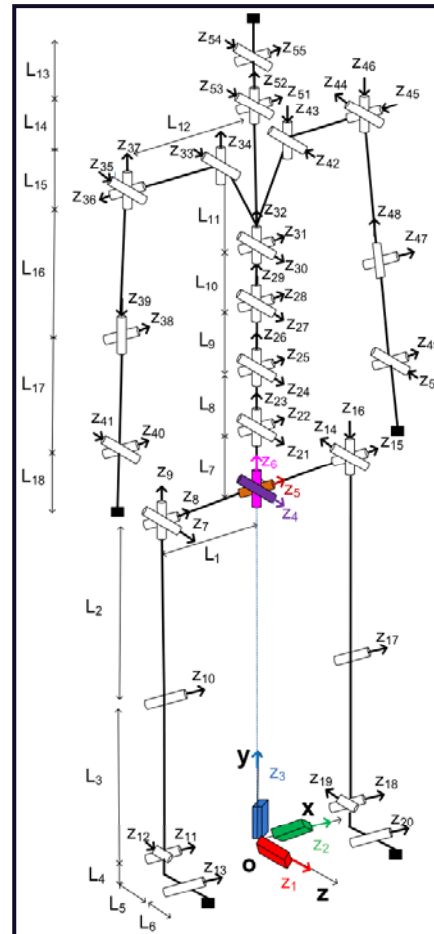 Z54 Z55
L13
Z52 Z46
Z53 Z51 Z44 Z45
L14 L12 Z43
Z37 Z34
Z35 Z33 Z42
L15 Z36
L11 Z32 Z48
Z31 Z47
L16 L10 Z30
Z29
Z39 Z28
Z38 Z27
Z26
L9 Z25
L17 Z24
Z23
Z41 L8 Z22
Z40 Z21 Z16
L18 L7 Z6 Z14
Z9 Z15
Z8 Z5
Z7 Z4
L1
L2
Z17
Z10
L3 y
Z3 Z19 Z18
x
Z12 Z11 Z2 Z20
L4 Z13 o
L5 Z1 z
L6